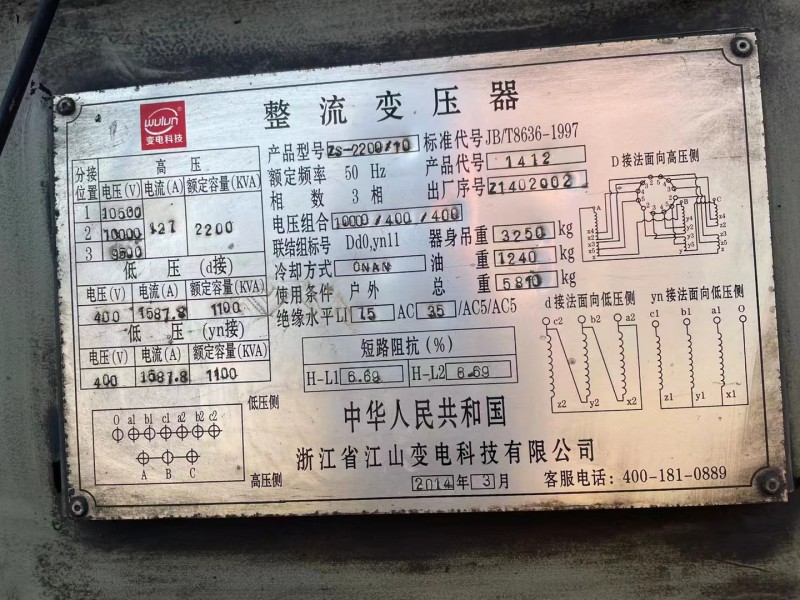 整流变压器
wulun®
变电科技
产品型号 ZS-2200/10 标准代号 JB/T8636-1997
额定频率 50 Hz 产品代号 1412
相数 3 相 出厂序号 Z1402002
电压组合 10000/400/400
联结组标号 Dd0,yn11 器身吊重 3250 kg
冷却方式 ONAN 油重 1240 kg
使用条件 户外 总重 5810 kg
绝缘水平 LI 75 AC 35 /AC5/AC5
分接位置 高压
电压(V) 电流(A) 额定容量(KVA)
1 10500
2 10000 127 2200
3 9500
低压 (d接)
电压(V) 电流(A) 额定容量(KVA)
400 1587.8 1100
低压 (yn接)
电压(V) 电流(A) 额定容量(KVA)
400 1587.8 1100
短路阻抗(%)
H-L1 6.69 H-L2 6.69
D接法面向高压侧
A B C
d接法面向低压侧 yn接法面向低压侧
c2 b2 a2 c1 b1 a1 O
z2 y2 x2 z1 y1 x1
低压侧
O a1 b1 c1 a2 b2 c2
A B C
高压侧
中华人民共和国
浙江省江山变电科技有限公司
2014年 3月 客服电话：400-181-0889